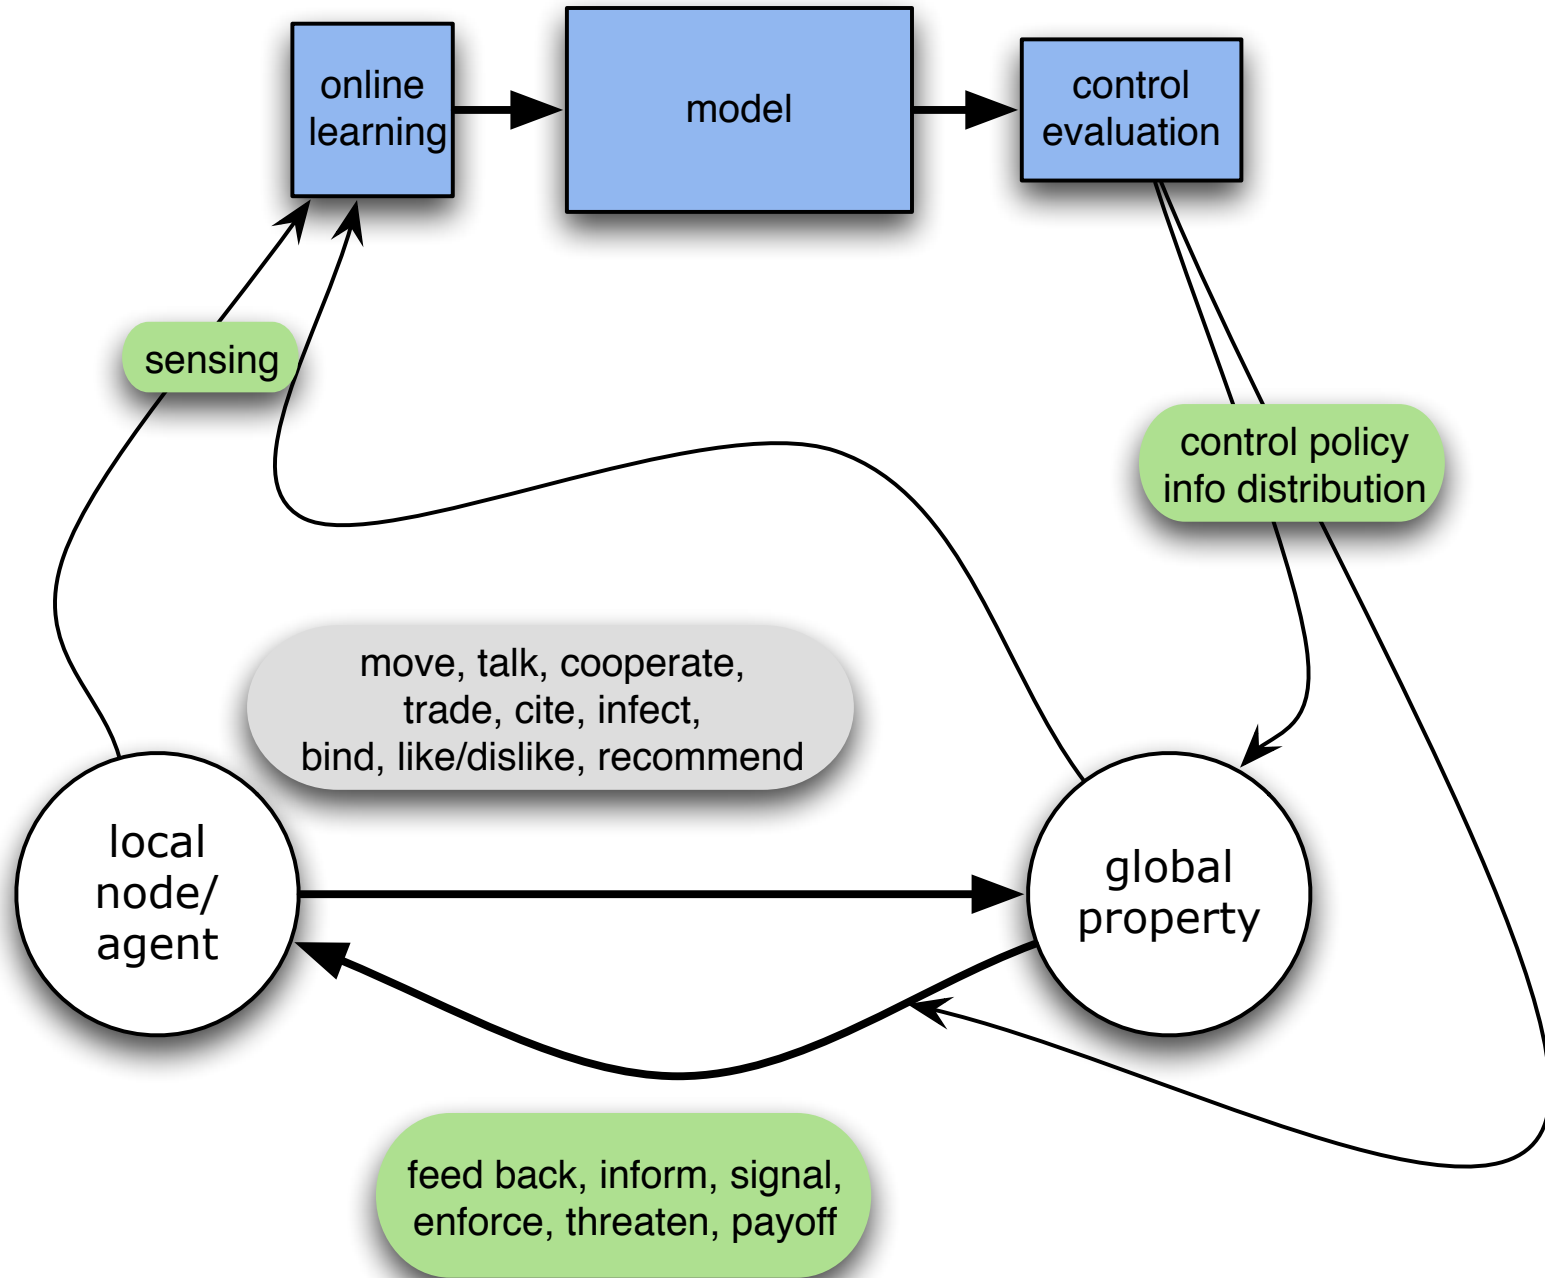 online
learning
model
control
evaluation
sensing
control policy
info distribution
move, talk, cooperate,
trade, cite, infect,
bind, like/dislike, recommend
local
node/
agent
global
property
feed back, inform, signal,
enforce, threaten, payoff